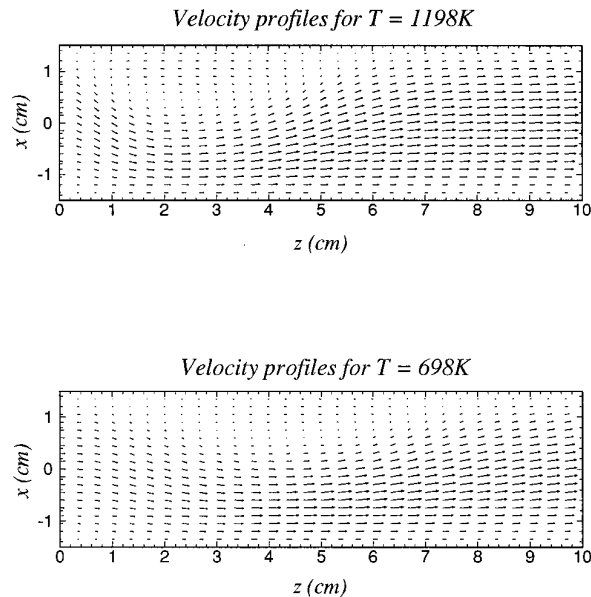 Velocity profiles for T = 1198K
1
0
-1
x (cm)
0 1 2 3 4 5 6 7 8 9 10
z (cm)
Velocity profiles for T = 698K
1
0
-1
x (cm)
0 1 2 3 4 5 6 7 8 9 10
z (cm)